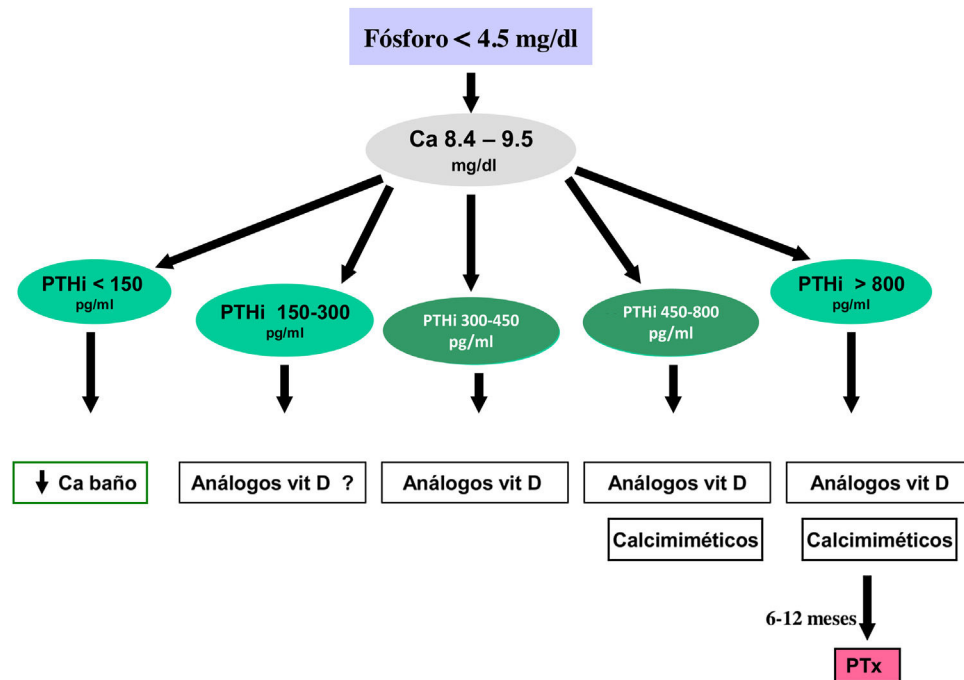 Fósforo < 4.5 mg/dl
Ca 8.4 – 9.5
mg/dl
PTHi < 150
pg/ml
PTHi 150-300
pg/ml
PTHi 300-450
pg/ml
PTHi 450-800
pg/ml
PTHi > 800
pg/ml
↓ Ca baño
Análogos vit D ?
Análogos vit D
Análogos vit D
Análogos vit D
Calcimiméticos
Calcimiméticos
6-12 meses
PTx